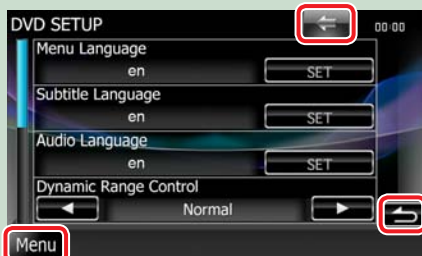 DVD SETUP 00:00
Menu Language
en SET
Subtitle Language
en SET
Audio Language
en SET
Dynamic Range Control
Normal
Menu